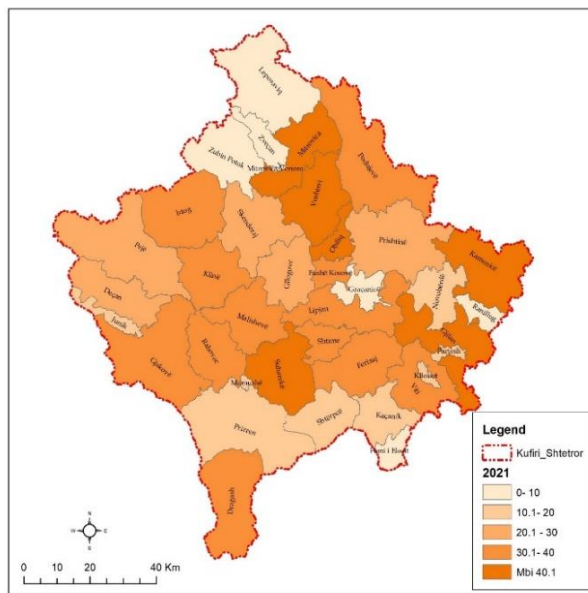 Leposaviq
Zveçan
Zubin Potok
Mitrovica
Mitrovica e Veriut
Podujevë
Vushtrri
Istog
Skenderaj
Obiliq
Prishtinë
Kamenicë
Pejë
Klinë
Gllogovc
Fushë Kosovë
Graçanicë
Novobërdë
Ranillug
Deçan
Junik
Malishevë
Lipjan
Gjilan
Partesh
Gjakovë
Rahovec
Suharekë
Shtime
Ferizaj
Kllokot
Viti
Mamushë
Prizren
Shtërpcë
Kaçanik
Hani i Elezit
Dragash
N
W
E
S
0 10 20 40 Km
Legend
Kufiri_Shtetror
2021
0- 10
10.1- 20
20.1 - 30
30.1- 40
Mbi 40.1